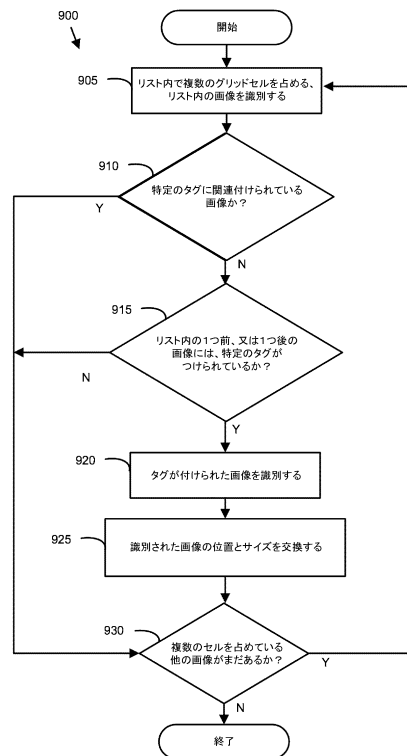 900
開始
905
リスト内で複数のグリッドセルを占める、
リスト内の画像を識別する
910
特定のタグに関連付けられている
画像か？
Y
N
915
リスト内の１つ前、又は１つ後の
画像には、特定のタグが
つけられているか？
N
Y
920
タグが付けられた画像を識別する
925
識別された画像の位置とサイズを交換する
930
複数のセルを占めている
他の画像がまだあるか？
Y
N
終了